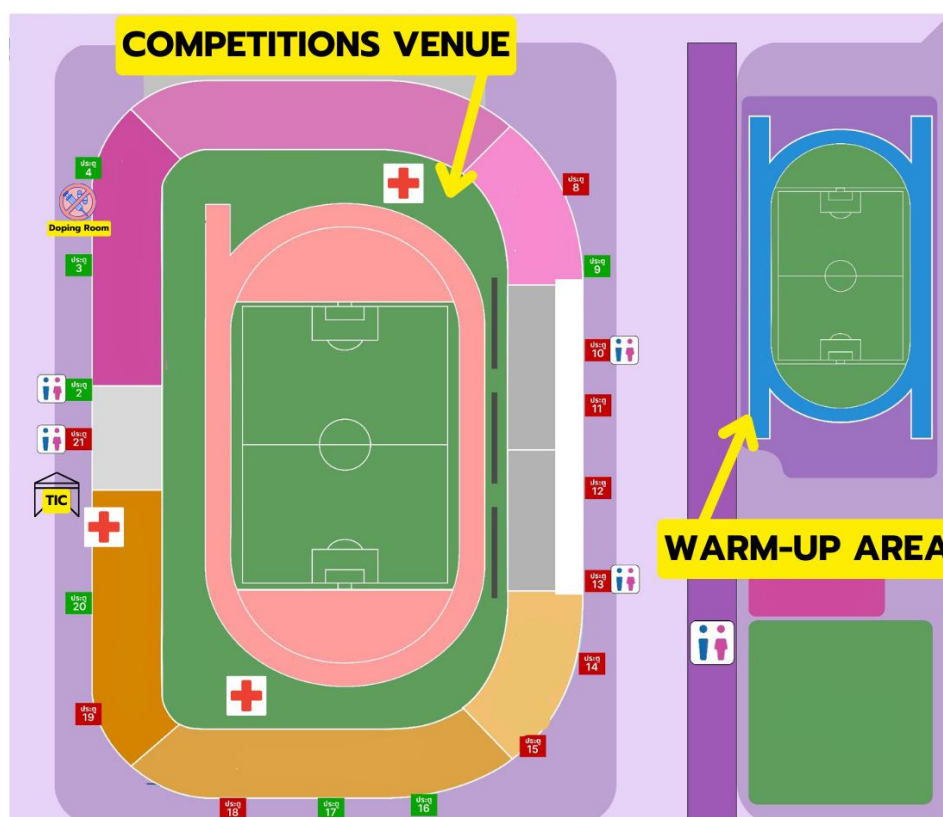 COMPETITIONS VENUE
ประตู
4
Doping Room
ประตู
3
ประตู
2
ประตู
21
TIC
ประตู
20
ประตู
19
ประตู
18
ประตู
17
ประตู
16
ประตู
15
ประตู
14
ประตู
13
ประตู
12
ประตู
11
ประตู
10
ประตู
9
ประตู
8
WARM-UP AREA